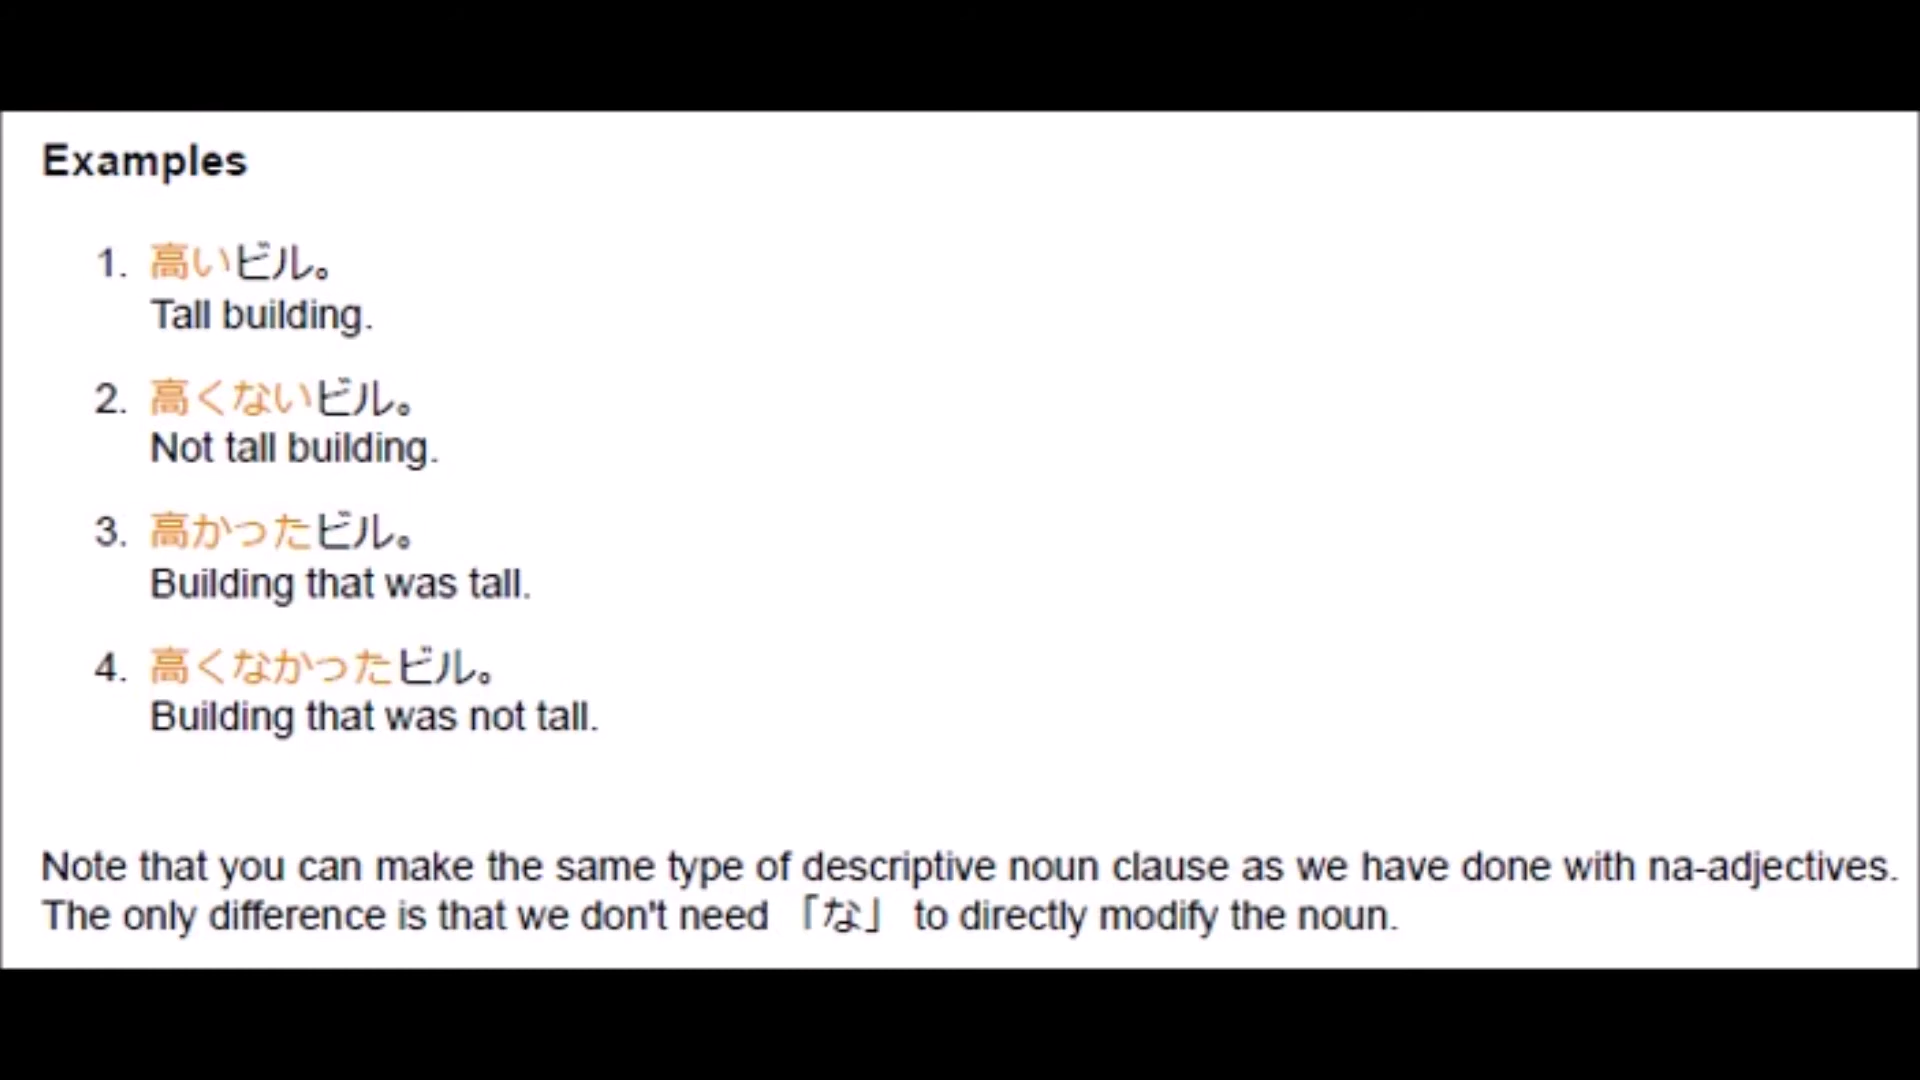 Examples
1. 高いビル。
Tall building.
2. 高くないビル。
Not tall building.
3. 高かったビル。
Building that was tall.
4. 高くなかったビル。
Building that was not tall.
Note that you can make the same type of descriptive noun clause as we have done with na-adjectives.
The only difference is that we don't need 「な」 to directly modify the noun.